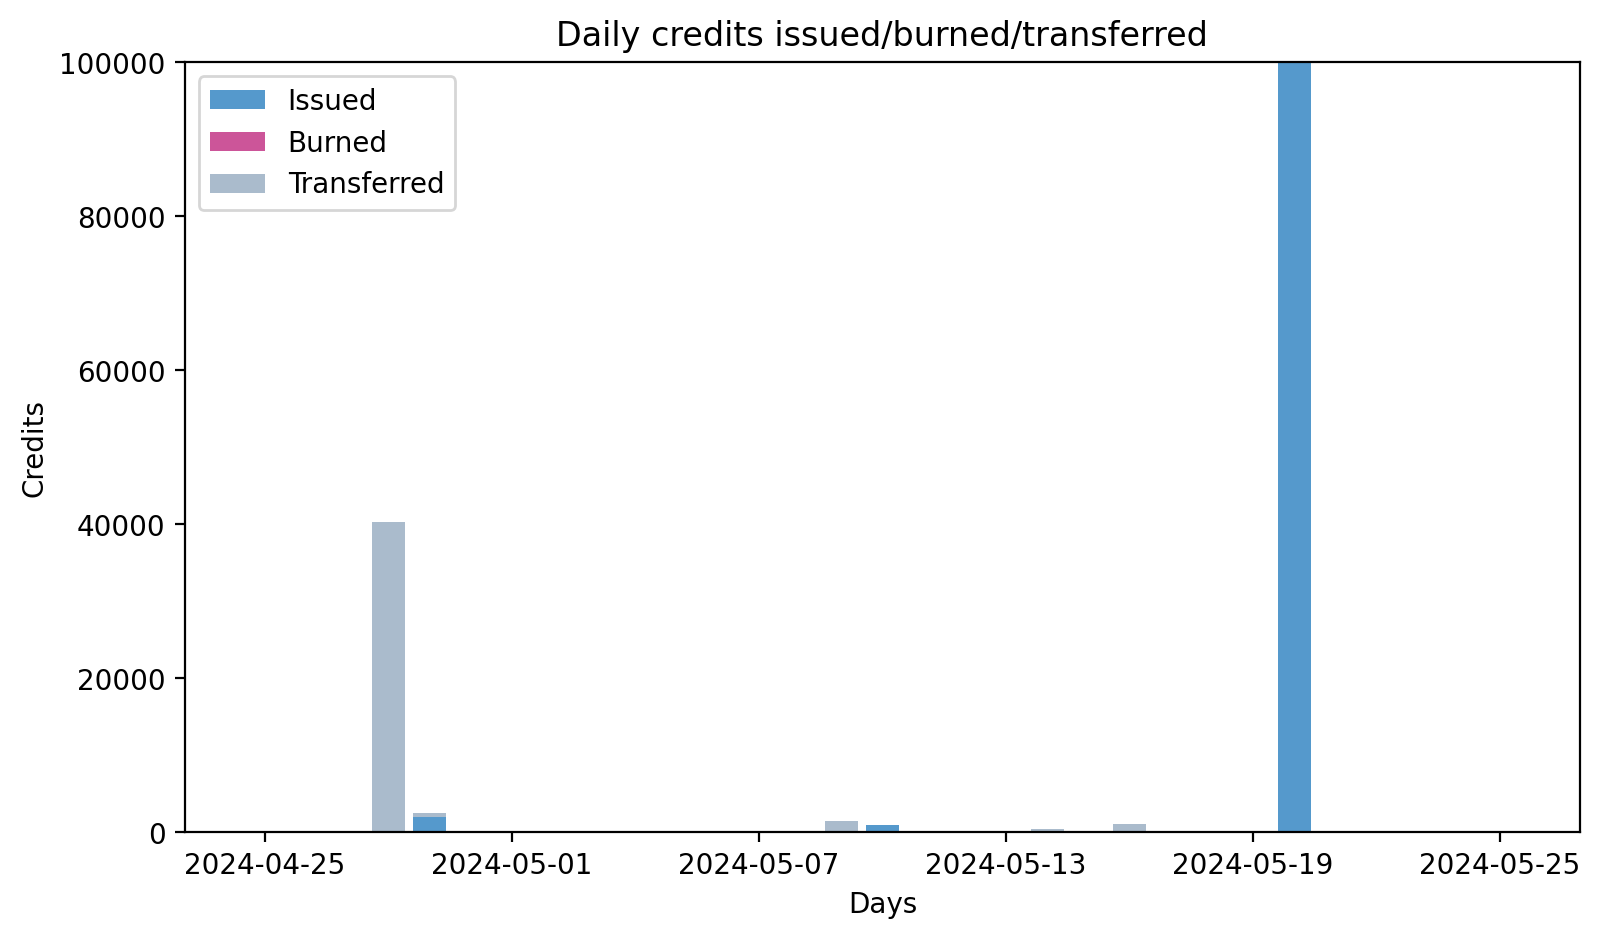 Daily credits issued/burned/transferred
100000
80000
60000
40000
20000
0
Credits
Issued
Burned
Transferred
2024-04-25 2024-05-01 2024-05-07 2024-05-13 2024-05-19 2024-05-25
Days